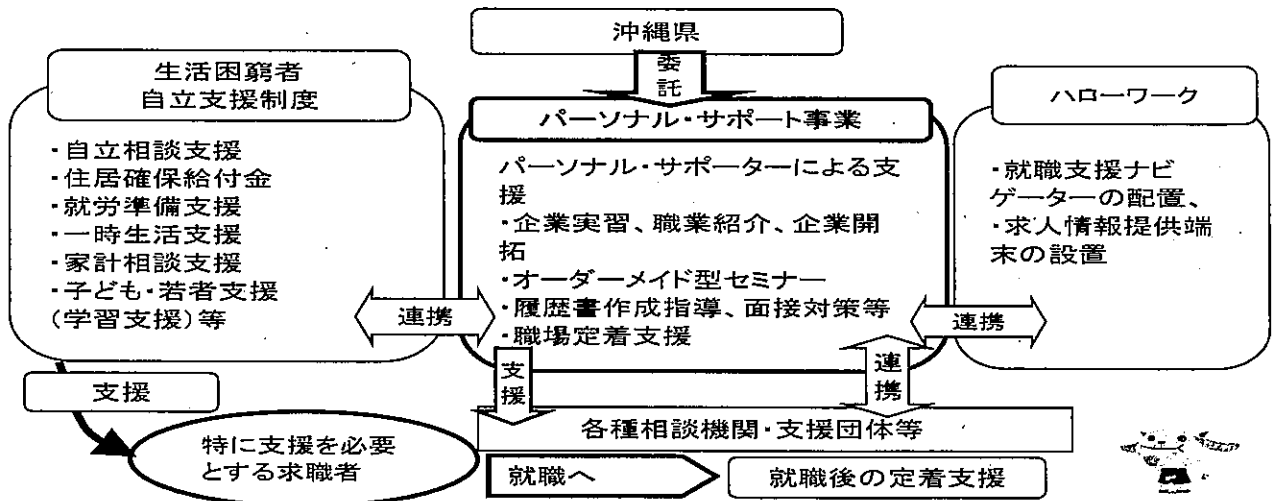 沖縄県
委
託
生活困窮者
自立支援制度
・自立相談支援
・住居確保給付金
・就労準備支援
・一時生活支援
・家計相談支援
・子ども・若者支援
(学習支援)等
連携
パーソナル・サポート事業
パーソナル・サポーターによる支
援
・企業実習、職業紹介、企業開
拓
・オーダーメイド型セミナー
・履歴書作成指導、面接対策等
・職場定着支援
連携
ハローワーク
・就職支援ナビ
ゲーターの配置、
・求人情報提供端
末の設置
支援
支
援
連
携
各種相談機関・支援団体等
特に支援を必要
とする求職者
就職へ
就職後の定着支援